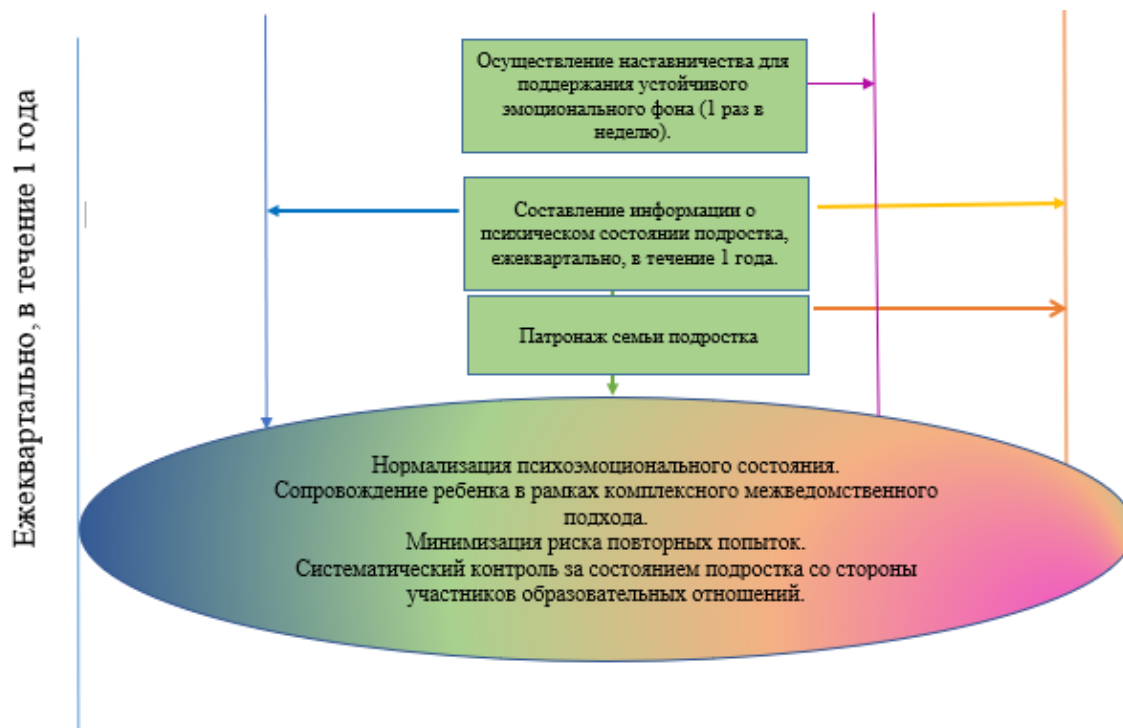 Ежеквартально, в течение 1 года
Осуществление наставничества для
поддержания устойчивого
эмоционального фона (1 раз в
неделю).
Составление информации о
психическом состоянии подростка,
ежеквартально, в течение 1 года.
Патронаж семьи подростка
Нормализация психоэмоционального состояния.
Сопровождение ребенка в рамках комплексного межведомственного
подхода.
Минимизация риска повторных попыток.
Систематический контроль за состоянием подростка со стороны
участников образовательных отношений.